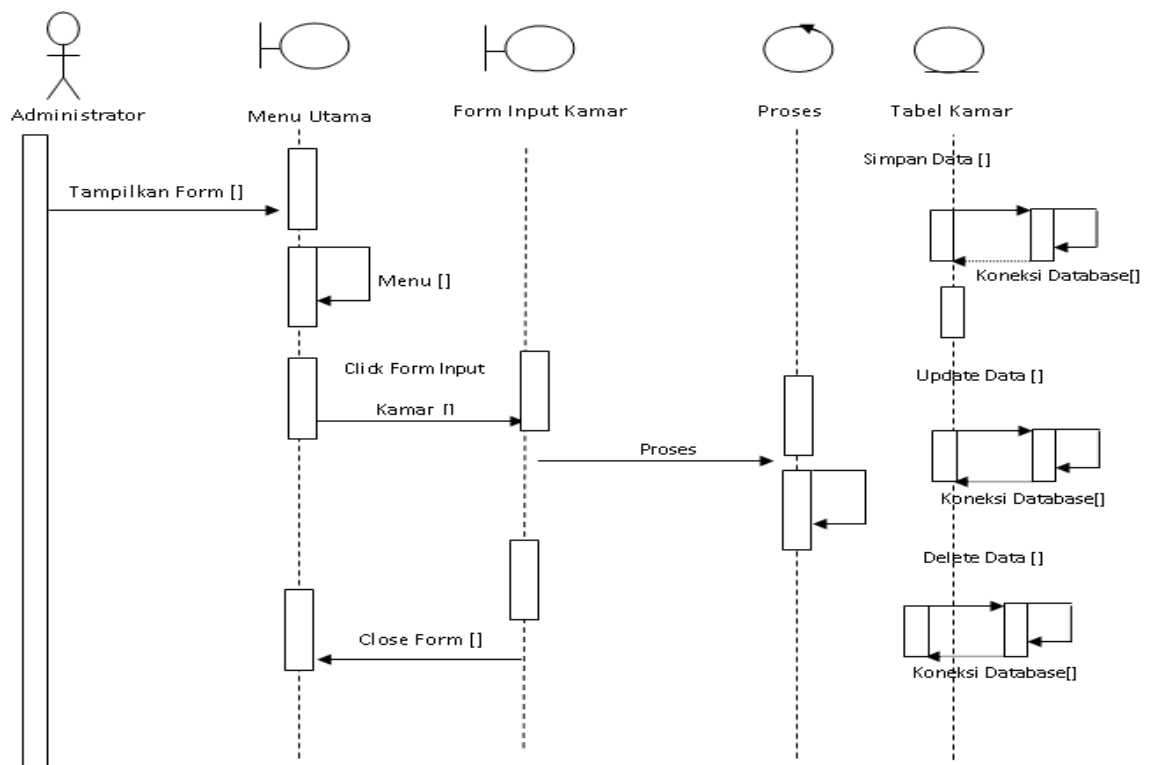 Administrator
Menu Utama
Form Input Kamar
Proses
Tabel Kamar
Simpan Data []
Tampilkan Form []
Koneksi Database[]
Menu []
Click Form Input
Kamar []
Update Data []
Proses
Koneksi Database[]
Delete Data []
Close Form []
Koneksi Database[]